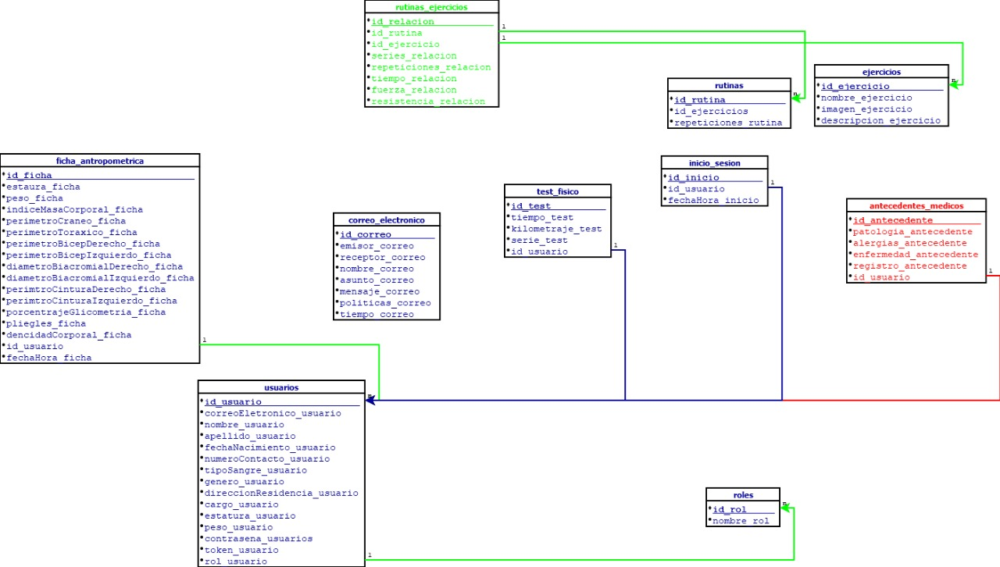 rutinas_ejercicios
id_relacion
id_rutina
id_ejercicio
series_relacion
repeticiones_relacion
tiempo_relacion
fuerza_relacion
resistencia_relacion
1
1
n
n
rutinas
id_rutina
id_ejercicios
repeticiones_rutina
ejercicios
id_ejercicio
nombre_ejercicio
imagen_ejercicio
descripcion_ejercicio
ficha_antropometrica
id_ficha
estaura_ficha
peso_ficha
indiceMasaCorporal_ficha
perimetroCraneo_ficha
perimetroToraxico_ficha
perimetroBicepDerecho_ficha
perimetroBicepIzquierdo_ficha
diametroBiacromialDerecho_ficha
diametroBiacromialIzquierdo_ficha
perimtroCinturaDerecho_ficha
perimtroCinturaIzquierdo_ficha
porcentrajeGlicometria_ficha
pliegles_ficha
dencidadCorporal_ficha
id_usuario
fechaHora_ficha
1
correo_electronico
id_correo
emisor_correo
receptor_correo
nombre_correo
asunto_correo
mensaje_correo
politicas_correo
tiempo_correo
test_fisico
id_test
tiempo_test
kilometraje_test
serie_test
id_usuario
1
inicio_sesion
id_inicio
id_usuario
fechaHora_inicio
1
antecedentes_medicos
id_antecedente
patologia_antecedente
alergias_antecedente
enfermedad_antecedente
registro_antecedente
id_usuario
1
usuarios
id_usuario
correoEletronico_usuario
nombre_usuario
apellido_usuario
fechaNacimiento_usuario
numeroContacto_usuario
tipoSangre_usuario
genero_usuario
direccionResidencia_usuario
cargo_usuario
estatura_usuario
peso_usuario
contrasena_usuarios
token_usuario
rol_usuario
n
1
roles
id_rol
nombre_rol
n